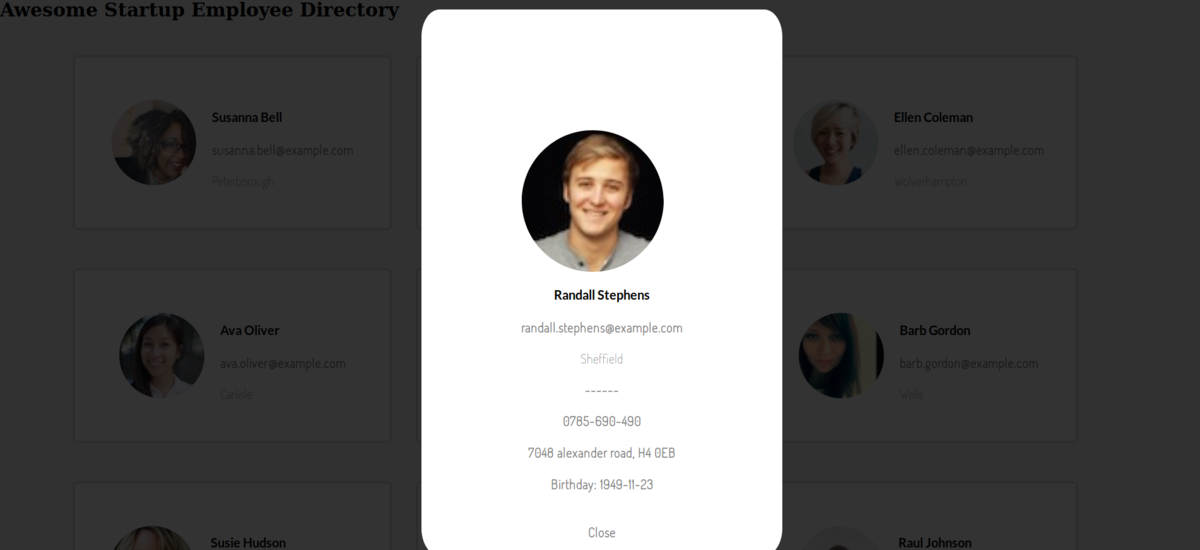 Awesome Startup Employee Directory
Susanna Bell
susanna.bell@example.com
Peterborough
Ellen Coleman
ellen.coleman@example.com
Wolverhampton
Randall Stephens
randall.stephens@example.com
Sheffield
------
0785-690-490
7048 alexander road, H4 0EB
Birthday: 1949-11-23
Close
Ava Oliver
ava.oliver@example.com
Carlisle
Barb Gordon
barb.gordon@example.com
Wells
Susie Hudson
Raul Johnson